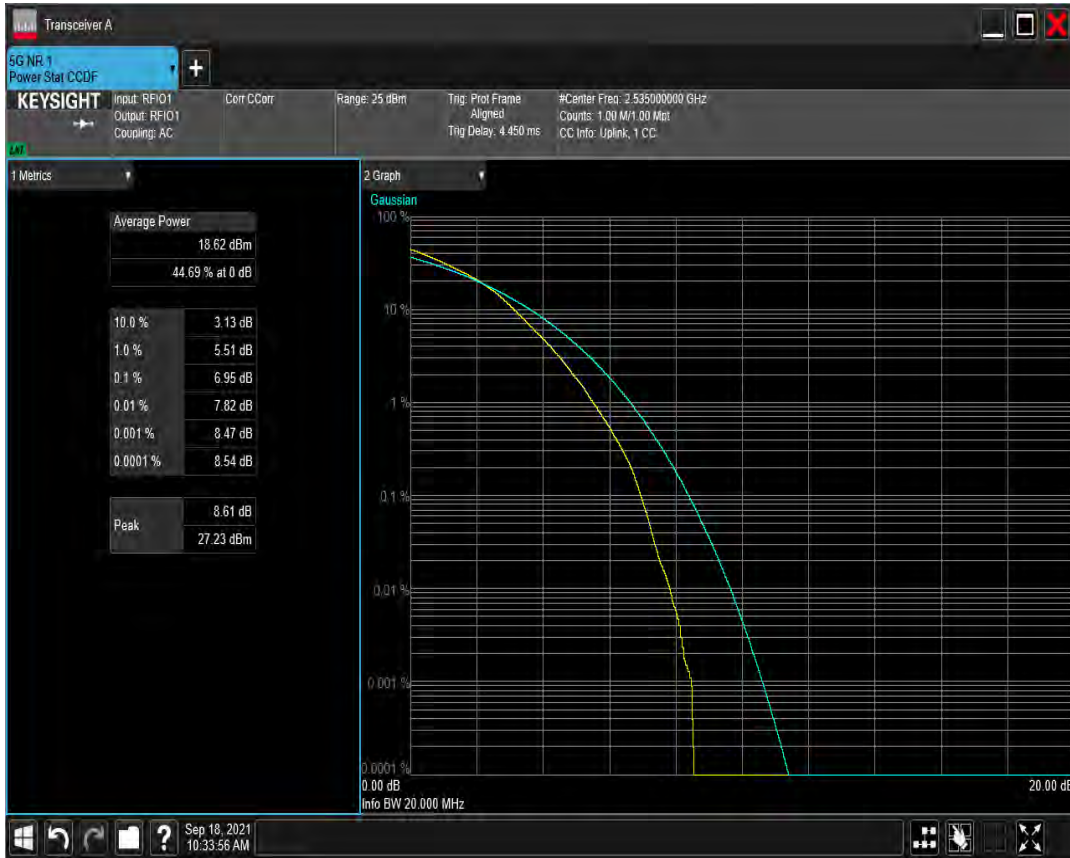 Transceiver A
5G NR 1
Power Stat CCDF
+
KEYSIGHT
Input: RFIO1
Output: RFIO1
Coupling: AC
Corr CCorr
Range: 25 dBm
Trig: Prot Frame
Aligned
Trig Delay: 4.450 ms
#Center Freq: 2.535000000 GHz
Counts: 1.00 M/1.00 Mpt
CC Info: Uplink, 1 CC
1 Metrics
Average Power
18.62 dBm
44.69 % at 0 dB
10.0 % 3.13 dB
1.0 % 5.51 dB
0.1 % 6.95 dB
0.01 % 7.82 dB
0.001 % 8.47 dB
0.0001 % 8.54 dB
Peak
8.61 dB
27.23 dBm
2 Graph
Gaussian
100 %
10 %
1 %
0.1 %
0.01 %
0.001 %
0.0001 %
0.00 dB
20.00 dB
Info BW 20.000 MHz
?
Sep 18, 2021
10:33:56 AM